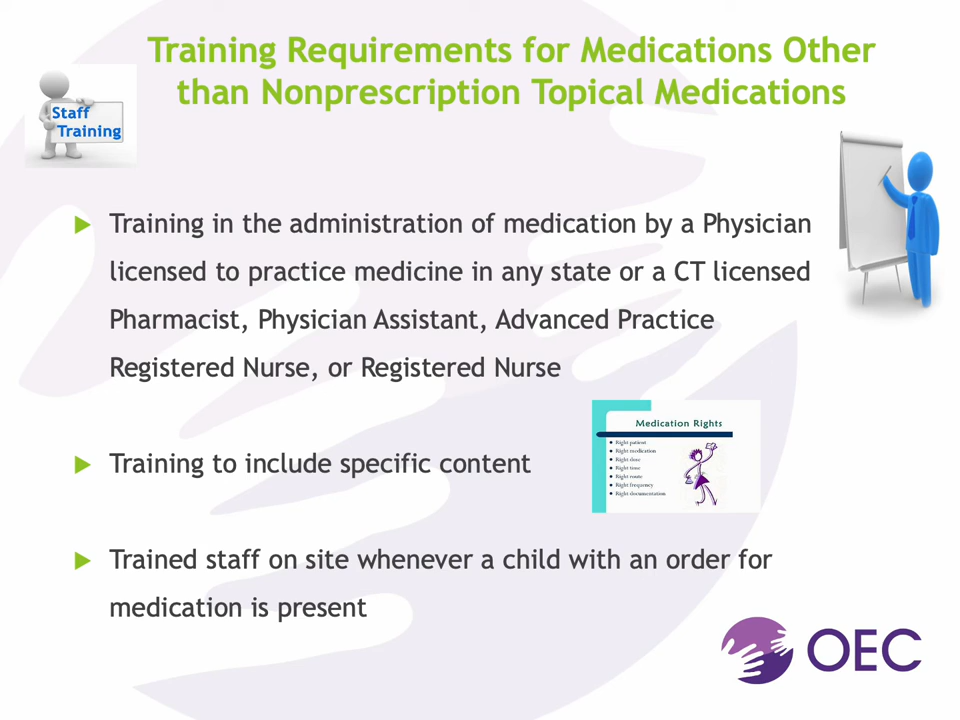 Training Requirements for Medications Other
than Nonprescription Topical Medications
Staff
Training
Training in the administration of medication by a Physician
licensed to practice medicine in any state or a CT licensed
Pharmacist, Physician Assistant, Advanced Practice
Registered Nurse, or Registered Nurse
Medication Rights
Right patient
Right medication
Right dose
Right time
Right route
Right frequency
Right documentation
Training to include specific content
Trained staff on site whenever a child with an order for
medication is present
OEC